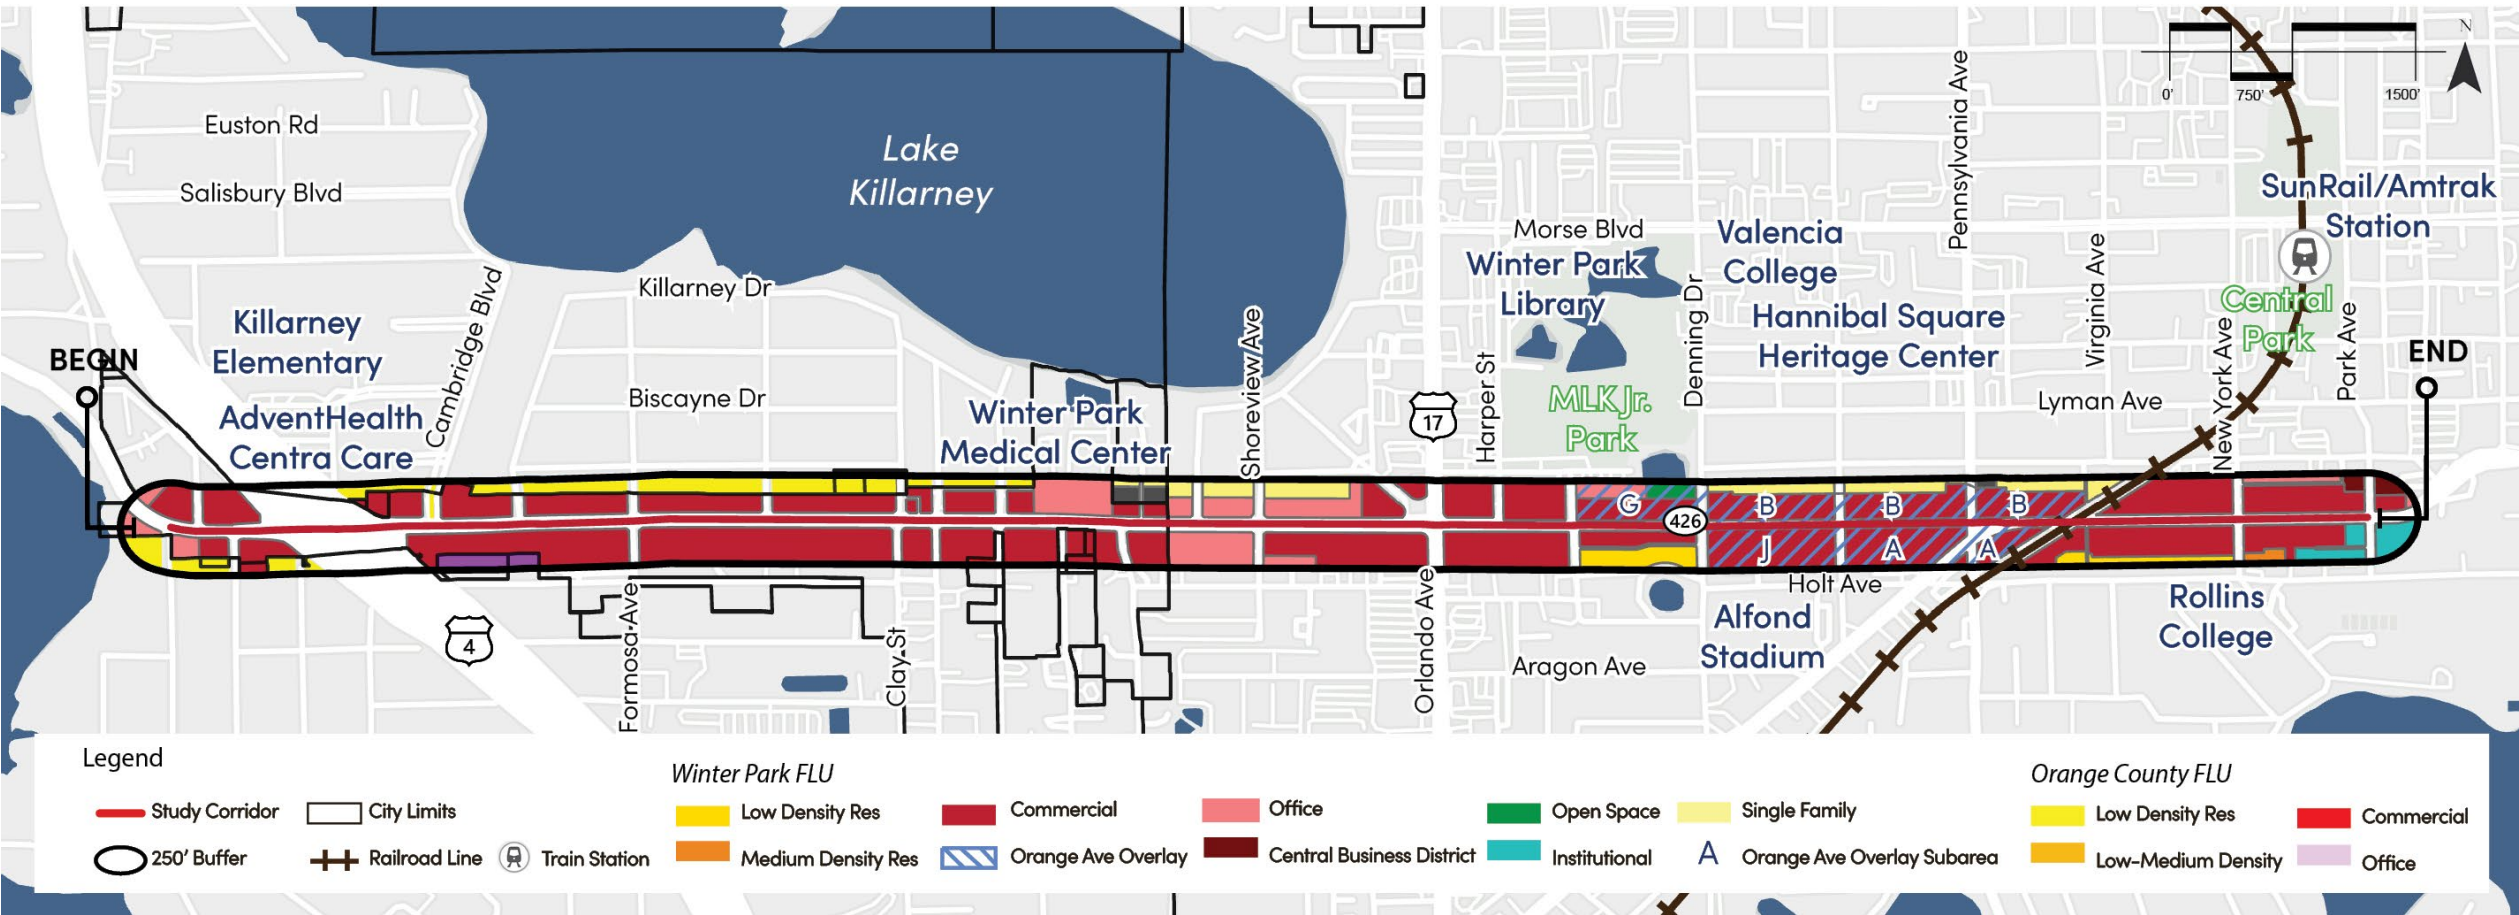 N
0'
750'
1500'
Euston Rd
Salisbury Blvd
Lake
Killarney
Pennsylvania Ave
SunRail/Amtrak
Station
Morse Blvd
Valencia
College
Winter Park
Library
Killarney Dr
Cambridge Blvd
Denning Dr
Virginia Ave
Central
Park
Hannibal Square
Heritage Center
Killarney
Elementary
Shoreview Ave
New York Ave
Park Ave
BEGIN
END
Harper St
Biscayne Dr
AdventHealth
Centra Care
Winter Park
Medical Center
17
MLK Jr.
Park
Lyman Ave
G
B
B
B
426
J
A
A
Holt Ave
4
Formosa Ave
Clay St
Orlando Ave
Aragon Ave
Alfond
Stadium
Rollins
College
Legend
Study Corridor
City Limits
250' Buffer
Railroad Line
Train Station
Winter Park FLU
Low Density Res
Commercial
Office
Open Space
Single Family
Medium Density Res
Orange Ave Overlay
Central Business District
Institutional
A
Orange Ave Overlay Subarea
Orange County FLU
Low Density Res
Commercial
Low-Medium Density
Office